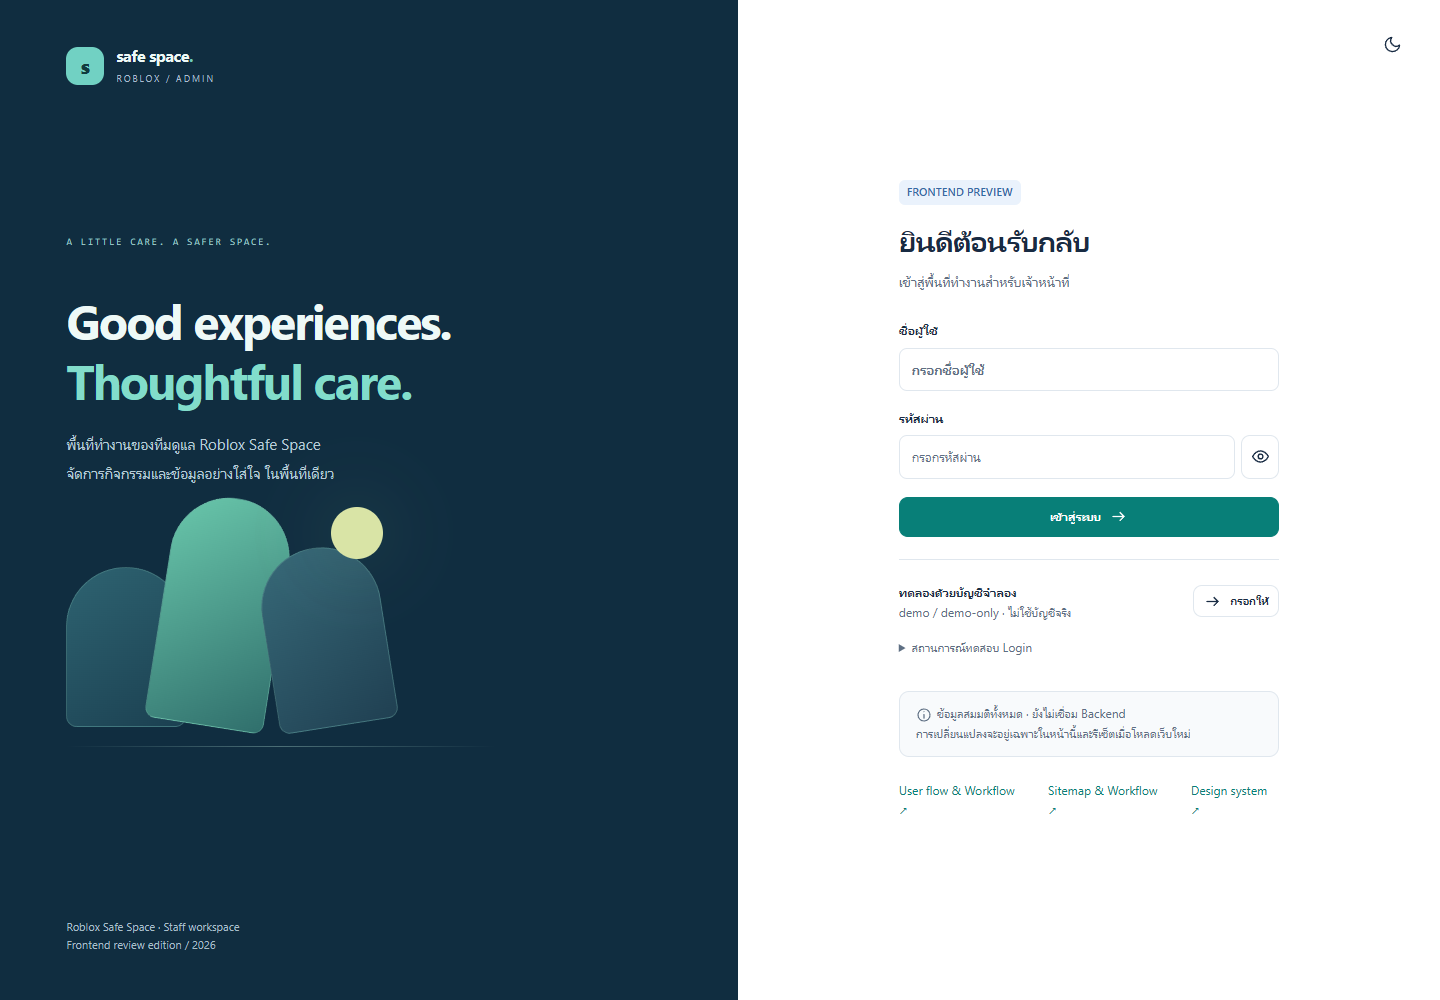 s
safe space.
ROBLOX / ADMIN
A LITTLE CARE. A SAFER SPACE.
Good experiences.
Thoughtful care.
พื้นที่ทำงานของทีมดูแล Roblox Safe Space
จัดการกิจกรรมและข้อมูลอย่างใส่ใจ ในพื้นที่เดียว
Roblox Safe Space · Staff workspace
Frontend review edition / 2026
FRONTEND PREVIEW
ยินดีต้อนรับกลับ
เข้าสู่พื้นที่ทำงานสำหรับเจ้าหน้าที่
ชื่อผู้ใช้
กรอกชื่อผู้ใช้
รหัสผ่าน
กรอกรหัสผ่าน
เข้าสู่ระบบ →
ทดลองด้วยบัญชีจำลอง
demo / demo-only · ไม่ใช้บัญชีจริง
→ กรอกให้
▶ สถานการณ์ทดสอบ Login
ข้อมูลสมมติทั้งหมด · ยังไม่เชื่อม Backend
การเปลี่ยนแปลงจะอยู่เฉพาะในหน้านี้และรีเซ็ตเมื่อโหลดเว็บใหม่
User flow & Workflow ↗
Sitemap & Workflow ↗
Design system ↗